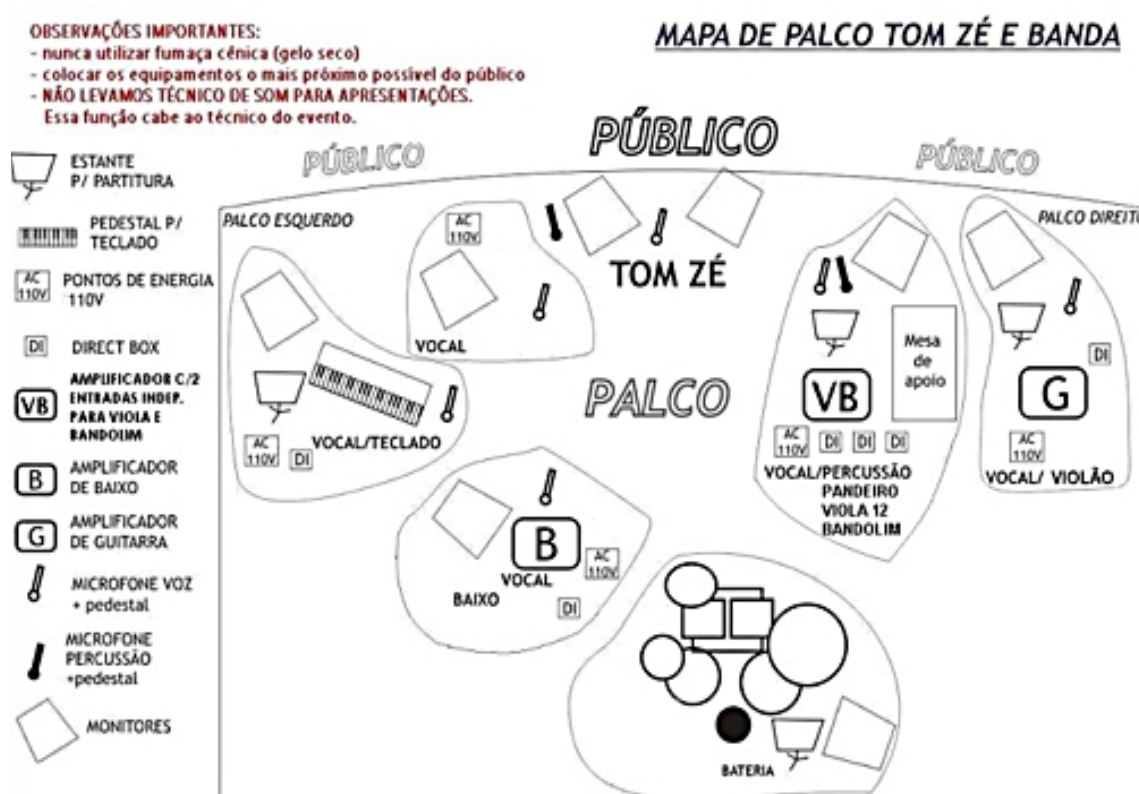 OBSERVAÇÕES IMPORTANTES:
- nunca utilizar fumaça cênica (gelo seco)
- colocar os equipamentos o mais próximo possível do público
- NÃO LEVAMOS TÉCNICO DE SOM PARA APRESENTAÇÕES.
Essa função cabe ao técnico do evento.
MAPA DE PALCO TOM ZÉ E BANDA
PÚBLICO
PÚBLICO
PÚBLICO
ESTANTE
P/ PARTITURA
PEDESTAL P/
TECLADO
AC
110V
PONTOS DE ENERGIA
110V
DI
DIRECT BOX
VB
AMPLIFICADOR C/2
ENTRADAS INDEP.
PARA VIOLA E
BANDOLIM
B
AMPLIFICADOR
DE BAIXO
G
AMPLIFICADOR
DE GUITARRA
MICROFONE VOZ
+ pedestal
MICROFONE
PERCUSSÃO
+pedestal
MONITORES
PALCO ESQUERDO
PALCO DIREITO
AC
110V
VOCAL
TOM ZÉ
PALCO
AC
110V
DI
VOCAL/TECLADO
B
VOCAL
BAIXO
AC
110V
DI
Mesa
de
apoio
VB
AC
110V
DI
DI
DI
VOCAL/PERCUSSÃO
PANDEIRO
VIOLA 12
BANDOLIM
DI
G
AC
110V
VOCAL/ VIOLÃO
BATERIA